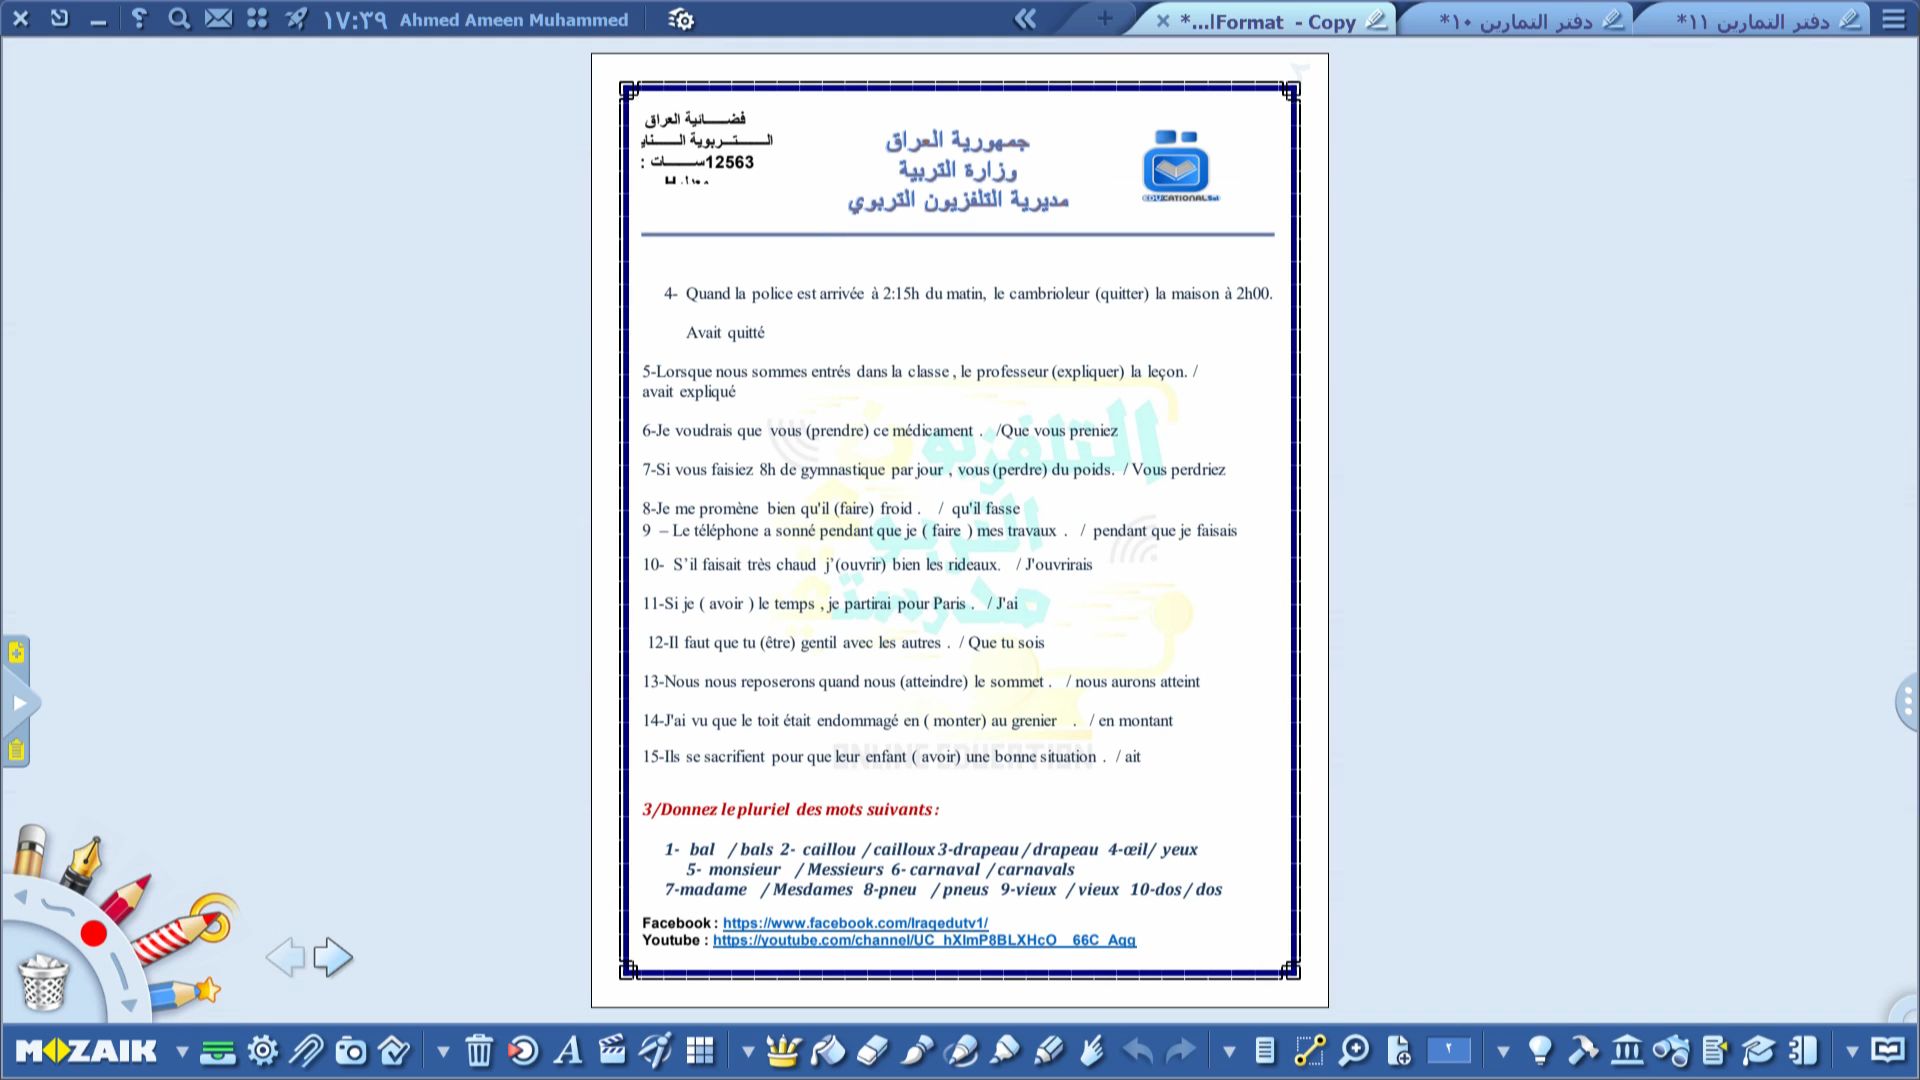 ١٧:٣٩ Ahmed Ameen Muhammed
*...lFormat - Copy
دفتر التمارين ١٠*
دفتر التمارين ١١*
فضـــائية العراق
الـــــتـــربوية الـــــناي
12563ســـــات :
جمهورية العراق
وزارة التربية
مديرية التلفزيون التربوي
EDUCATIONALSat
4- Quand la police est arrivée à 2:15h du matin, le cambrioleur (quitter) la maison à 2h00.
Avait quitté
5-Lorsque nous sommes entrés dans la classe , le professeur (expliquer) la leçon. /
avait expliqué
6-Je voudrais que vous (prendre) ce médicament . /Que vous preniez
7-Si vous faisiez 8h de gymnastique par jour , vous (perdre) du poids. / Vous perdriez
8-Je me promène bien qu'il (faire) froid . / qu'il fasse
9 – Le téléphone a sonné pendant que je ( faire ) mes travaux . / pendant que je faisais
10- S’il faisait très chaud j’(ouvrir) bien les rideaux. / J'ouvrirais
11-Si je ( avoir ) le temps , je partirai pour Paris . / J'ai
12-Il faut que tu (être) gentil avec les autres . / Que tu sois
13-Nous nous reposerons quand nous (atteindre) le sommet . / nous aurons atteint
14-J'ai vu que le toit était endommagé en ( monter) au grenier . / en montant
15-Ils se sacrifient pour que leur enfant ( avoir) une bonne situation . / ait
التلفزيون
التربوي
مدرستي
ONLINE EDUCATION
3/Donnez le pluriel des mots suivants :
1- bal / bals 2- caillou / cailloux 3-drapeau / drapeau 4-œil/ yeux
5- monsieur / Messieurs 6- carnaval / carnavals
7-madame / Mesdames 8-pneu / pneus 9-vieux / vieux 10-dos / dos
Facebook : https://www.facebook.com/Iraqedutv1/
Youtube : https://youtube.com/channel/UC_hXImP8BLXHcO__66C_Aqg
MOZAIK
٢